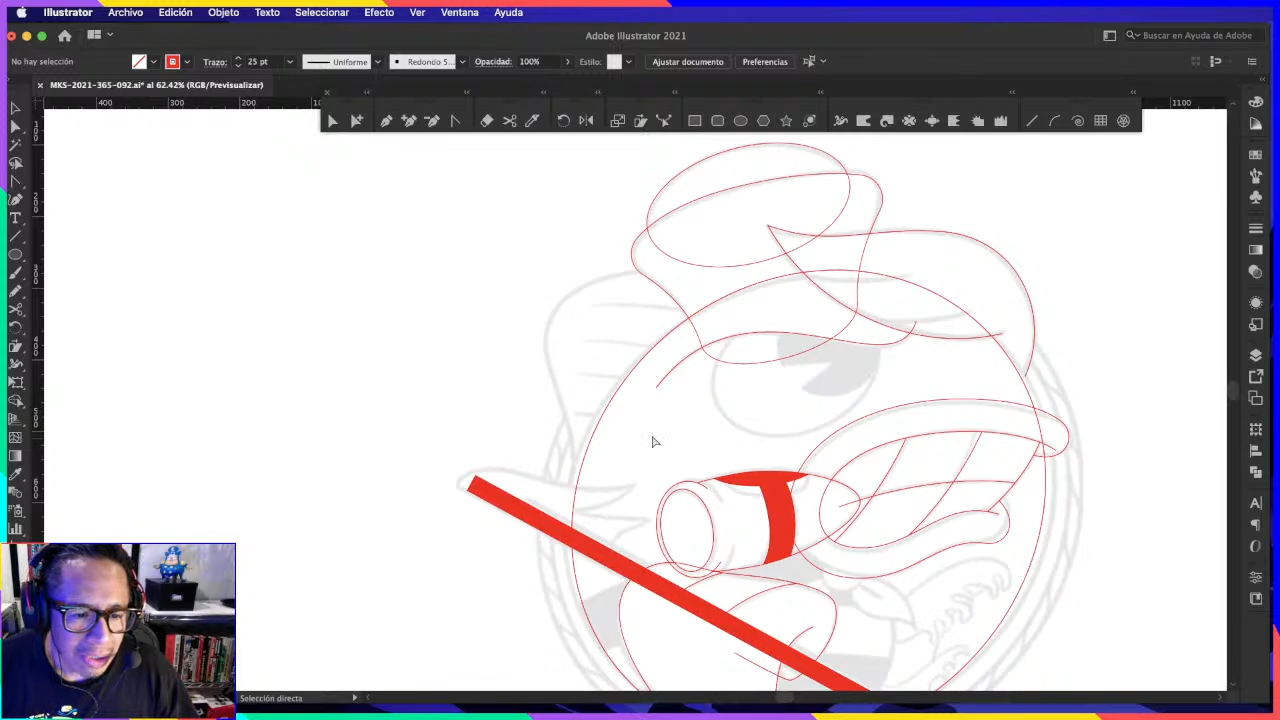 Illustrator Archivo Edición Objeto Texto Seleccionar Efecto Ver Ventana Ayuda
Adobe Illustrator 2021
Buscar en Ayuda de Adobe
No hay selección
Trazo: 25 pt
Uniforme
Redondo 5...
Opacidad: 100%
Estilo:
Ajustar documento
Preferencias
MKS-2021-365-092.ai* al 62.42% (RGB/Previsualizar)
400 300 200 1100
Selección directa